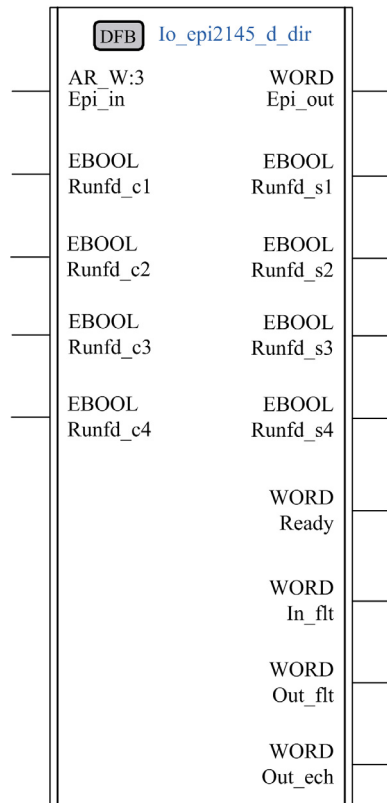 DFB Io_epi2145_d_dir
AR_W:3 WORD
Epi_in Epi_out
EBOOL EBOOL
Runfd_c1 Runfd_s1
EBOOL EBOOL
Runfd_c2 Runfd_s2
EBOOL EBOOL
Runfd_c3 Runfd_s3
EBOOL EBOOL
Runfd_c4 Runfd_s4
WORD
Ready
WORD
In_flt
WORD
Out_flt
WORD
Out_ech